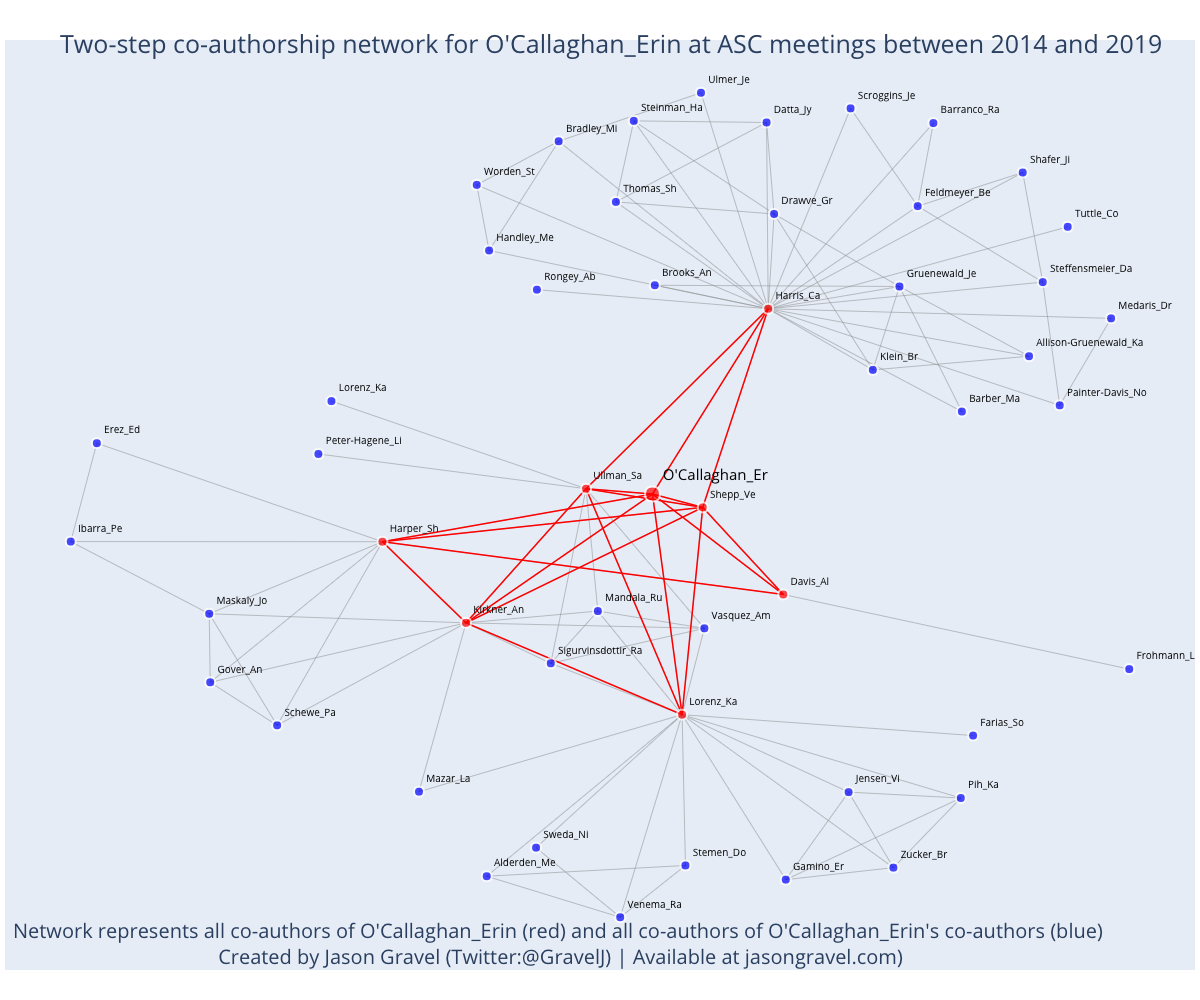 Two-step co-authorship network for O'Callaghan_Erin at ASC meetings between 2014 and 2019
Ulmer_Je
Scroggins_Je
Steinman_Ha
Datta_Jy
Barranco_Ra
Bradley_Mi
Shafer_Ji
Worden_St
Thomas_Sh
Feldmeyer_Be
Drawve_Gr
Tuttle_Co
Handley_Me
Steffensmeier_Da
Rongey_Ab
Brooks_An
Gruenewald_Je
Harris_Ca
Medaris_Dr
Allison-Gruenewald_Ka
Klein_Br
Lorenz_Ka
Painter-Davis_No
Barber_Ma
Erez_Ed
Peter-Hagene_Li
Ullman_Sa
O'Callaghan_Er
Shepp_Ve
Ibarra_Pe
Harper_Sh
Davis_Al
Maskaly_Jo
Mandala_Ru
Kirkner_An
Vasquez_Am
Sigurvinsdottir_Ra
Frohmann_L
Gover_An
Lorenz_Ka
Schewe_Pa
Farias_So
Mazar_La
Jensen_Vi
Pih_Ka
Sweda_Ni
Stemen_Do
Zucker_Br
Alderden_Me
Gamino_Er
Venema_Ra
Network represents all co-authors of O'Callaghan_Erin (red) and all co-authors of O'Callaghan_Erin's co-authors (blue)
Created by Jason Gravel (Twitter:@GravelJ) | Available at jasongravel.com)